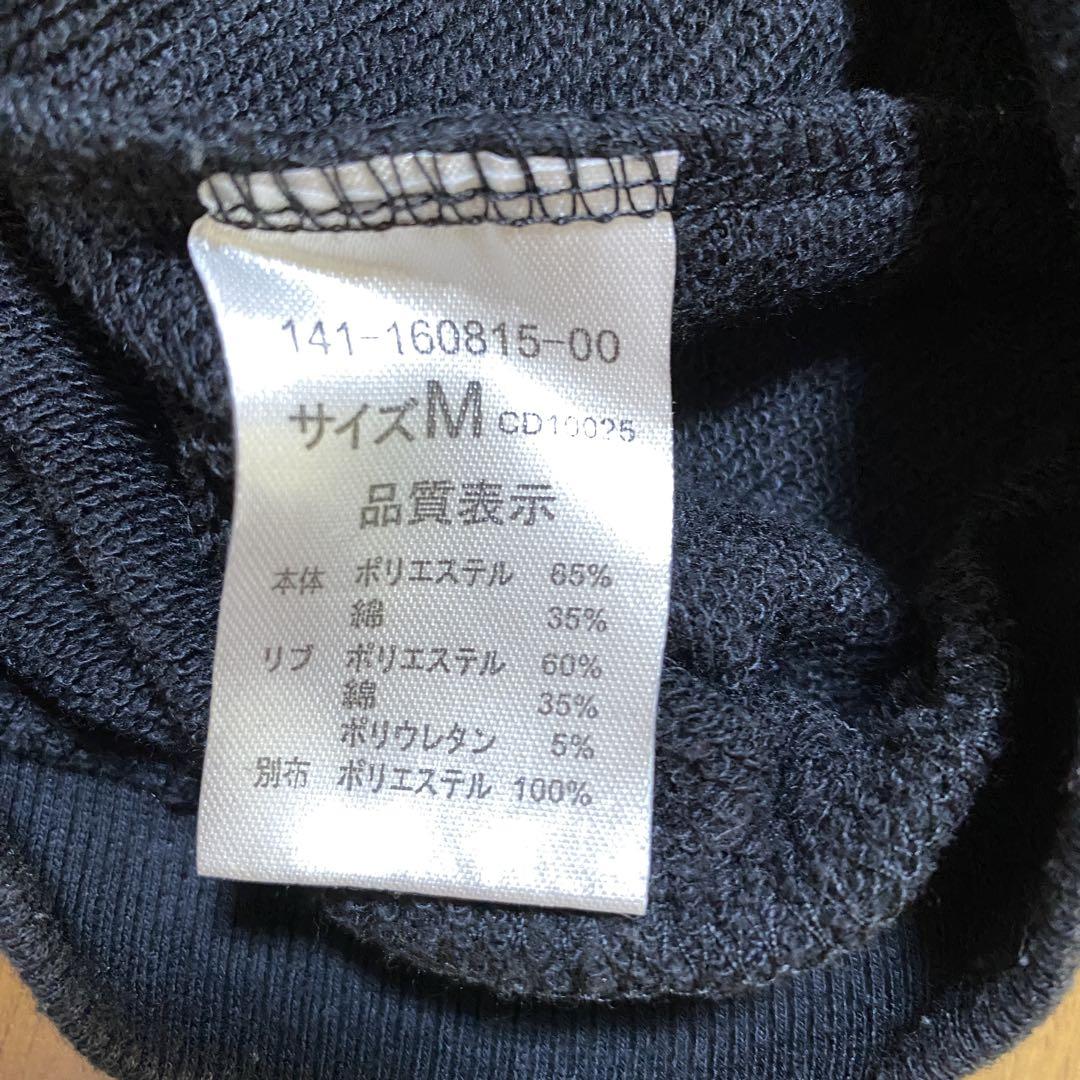 141-160815-00
サイズM CD10025
品質表示
本体 ポリエステル 65%
綿 35%
リブ ポリエステル 60%
綿 35%
ポリウレタン 5%
別布 ポリエステル 100%